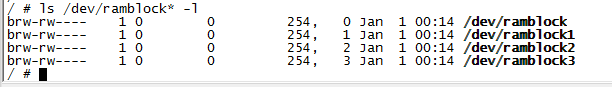 / # ls /dev/ramblock* -l
brw-rw---- 1 0 0 254, 0 Jan 1 00:14 /dev/ramblock
brw-rw---- 1 0 0 254, 1 Jan 1 00:14 /dev/ramblock1
brw-rw---- 1 0 0 254, 2 Jan 1 00:14 /dev/ramblock2
brw-rw---- 1 0 0 254, 3 Jan 1 00:14 /dev/ramblock3
/ #